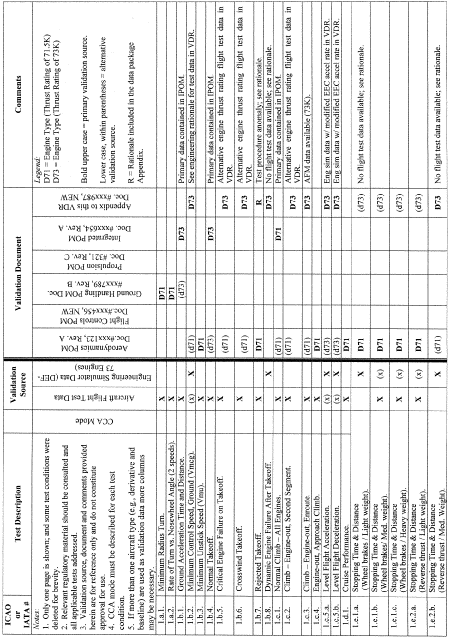 ICAO or IATA #
Test Description
Validation Source
Validation Document
Comments
CCA Mode
Aircraft Flight Test Data
Engineering Simulator Data (DEF-73 Engines)
Aerodynamics POM Doc. #xxx123, Rev. A
Flight Controls POM Doc. #xxx456, NEW
Ground Handling POM Doc. #xxx789, Rev. B
Propulsion POM Doc. #321, Rev. C
Integrated POM Doc. #xxx654, Rev. A
Appendix to this VDR Doc. #xxx987, NEW
Notes:
1. Only one page is shown; and some test conditions were deleted for brevity.
2. Relevant regulatory material should be consulted and all applicable tests addressed.
3. Validation source, document and comments provided herein are for reference only and do not constitute approval for use.
4. CCA mode must be described for each test condition.
5. If more than one aircraft type (e.g., derivative and baseline) are used as validation data more columns may be necessary.
Legend:
D71 = Engine Type (Thrust Rating of 71.5K)
D73 = Engine Type (Thrust Rating of 73K)
Bold upper case = primary validation source.
Lower case, within parentheses = alternative validation source.
R = Rationale included in the data package Appendix.
1.a.1. Minimum Radius Turn. X D71
1.a.2. Rate of Turn vs. Nosewheel Angle (2 speeds). X D71
1.b.1. Ground Acceleration Time and Distance. X (d73) D73 Primary data contained in IPOM.
1.b.2. Minimum Control Speed, Ground (Vmcg). (x) X (d71) D73 See engineering rationale for test data in VDR.
1.b.3. Minimum Unstick Speed (Vmu). X D71
1.b.4. Normal Takeoff. X (d73) D73 Primary data contained in IPOM.
1.b.5. Critical Engine Failure on Takeoff. X (d71) D73 Alternative engine thrust rating flight test data in VDR.
1.b.6. Crosswind Takeoff. X (d71) D73 Alternative engine thrust rating flight test data in VDR.
1.b.7. Rejected Takeoff. X D71 R Test procedure anomaly; see rationale.
1.b.8. Dynamic Engine Failure After Takeoff. X D73 No flight test data available; see rationale.
1.c.1. Normal Climb – All Engines. X (d71) D71 Primary data contained in IPOM.
1.c.2. Climb – Engine-out, Second Segment. X (d71) D73 Alternative engine thrust rating flight test data in VDR.
1.c.3. Climb – Engine-out, Enroute. X (d71) D73 AFM data available (73K).
1.c.4. Engine-out, Approach Climb. X D71
1.c.5.a. Level Flight Acceleration. (x) X (d73) D73 Eng sim data w/ modified EEC accel rate in VDR.
1.c.5.b. Level Flight Deceleration. (x) X (d73) D73 Eng sim data w/ modified EEC accel rate in VDR.
1.d.1. Cruise Performance. X D71
1.e.1.a. Stopping Time & Distance (Wheel brakes / Light weight). X D71 (d73) No flight test data available; see rationale.
1.e.1.b. Stopping Time & Distance (Wheel brakes / Med. weight). X (x) D71 (d73)
1.e.1.c. Stopping Time & Distance (Wheel brakes / Heavy weight). X (x) D71 (d73)
1.e.2.a. Stopping Time & Distance (Reverse thrust / Light weight). X (x) D71 (d73)
1.e.2.b. Stopping Time & Distance (Reverse thrust / Med. Weight). X (d71) D73 No flight test data available; see rationale.